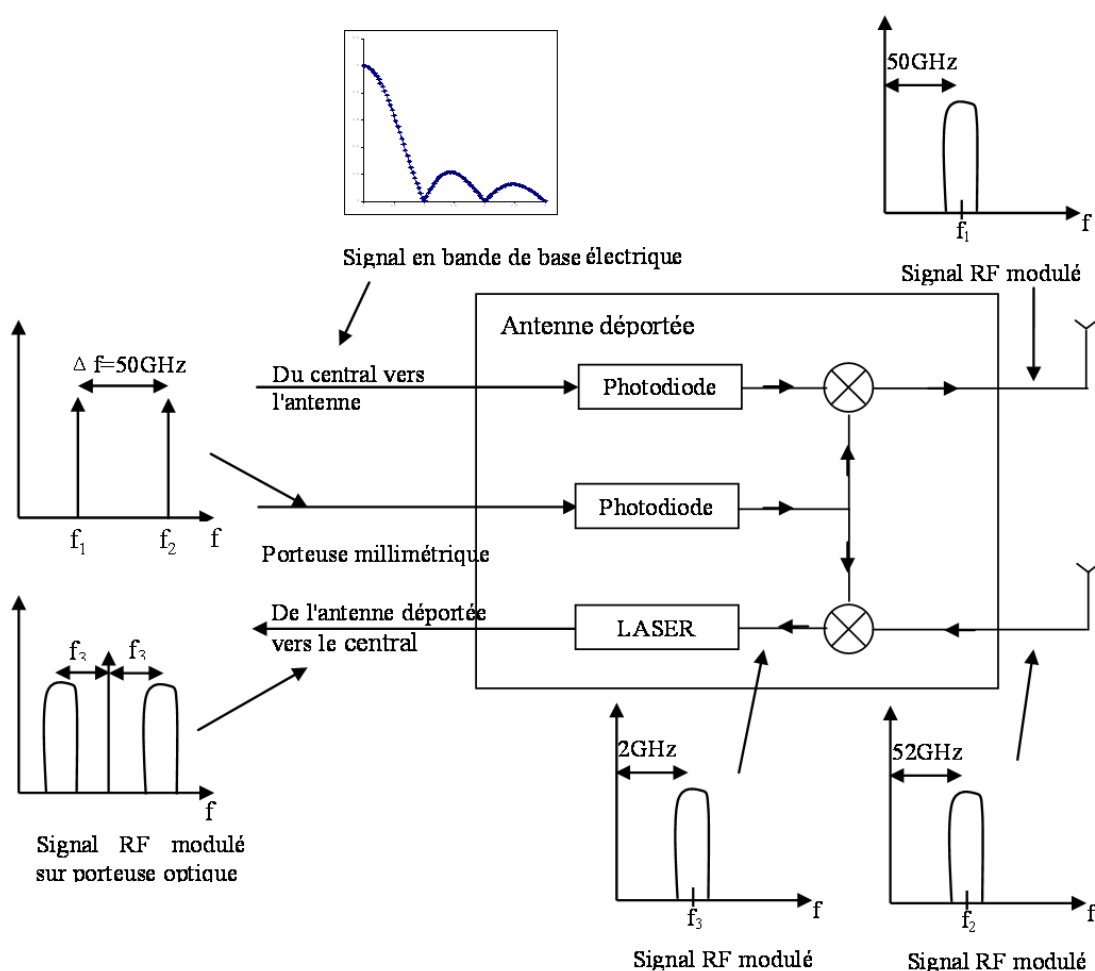 50GHz
f
f₁
Signal RF modulé
Signal en bande de base électrique
Antenne déportée
Δ f=50GHz
Du central vers
l'antenne
Photodiode
f₁
f₂
f
Photodiode
Porteuse millimétrique
De l'antenne déportée
vers le central
LASER
f₃
f₃
f
Signal RF modulé
sur porteuse optique
2GHz
f₃
f
Signal RF modulé
52GHz
f₂
f
Signal RF modulé